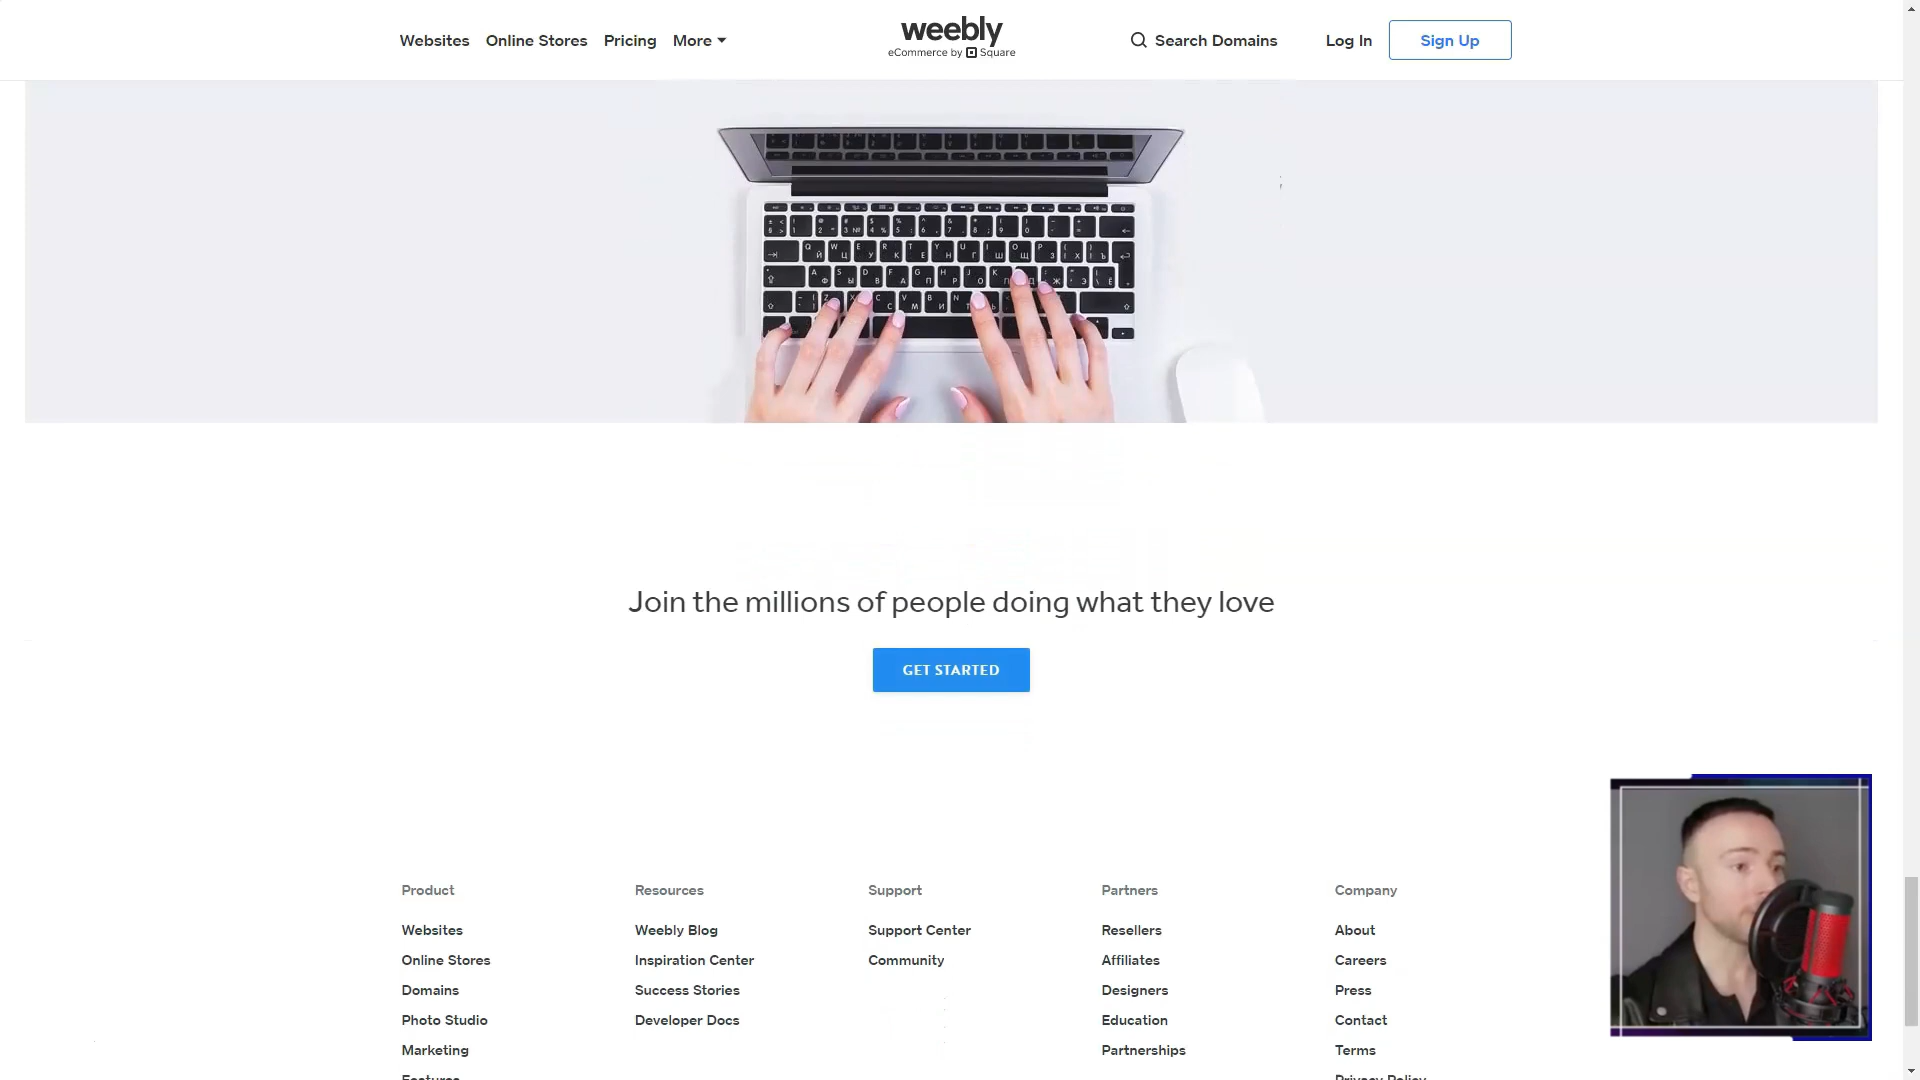 Websites
Online Stores
Pricing
More
weebly
eCommerce by Square
Search Domains
Log In
Sign Up
Join the millions of people doing what they love
GET STARTED
Product
Websites
Online Stores
Domains
Photo Studio
Marketing
Features
Resources
Weebly Blog
Inspiration Center
Success Stories
Developer Docs
Support
Support Center
Community
Partners
Resellers
Affiliates
Designers
Education
Partnerships
Company
About
Careers
Press
Contact
Terms
Privacy Policy